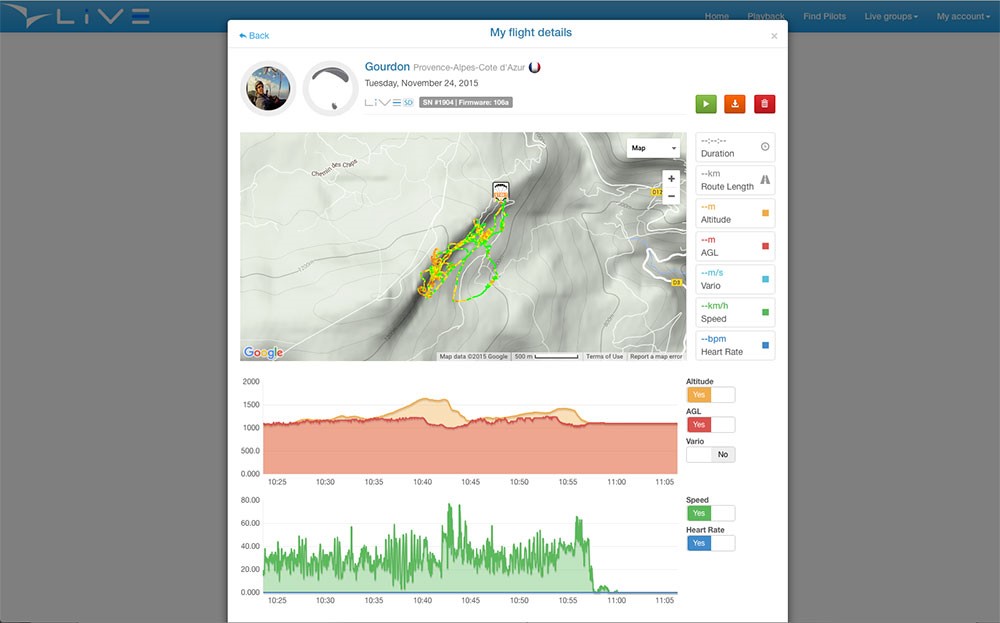 LiVE
Home Playback Find Pilots Live groups My account
My flight details
Back ×
Gourdon Provence-Alpes-Cote d'Azur
Tuesday, November 24, 2015
LiVE SD SN #1904 | Firmware: 106a
Chemin des Claps
Map
+
−
D12
D3
1200m
Google
Map data ©2015 Google 500 m Terms of Use Report a map error
--:--:--
Duration
--km
Route Length
--m
Altitude
--m
AGL
--m/s
Vario
--km/h
Speed
--bpm
Heart Rate
2000
1500
1000
500.0
0.000
10:25 10:30 10:35 10:40 10:45 10:50 10:55 11:00 11:05
Altitude
Yes
AGL
Yes
Vario
No
80.00
60.00
40.00
20.00
0.000
10:25 10:30 10:35 10:40 10:45 10:50 10:55 11:00 11:05
Speed
Yes
Heart Rate
Yes